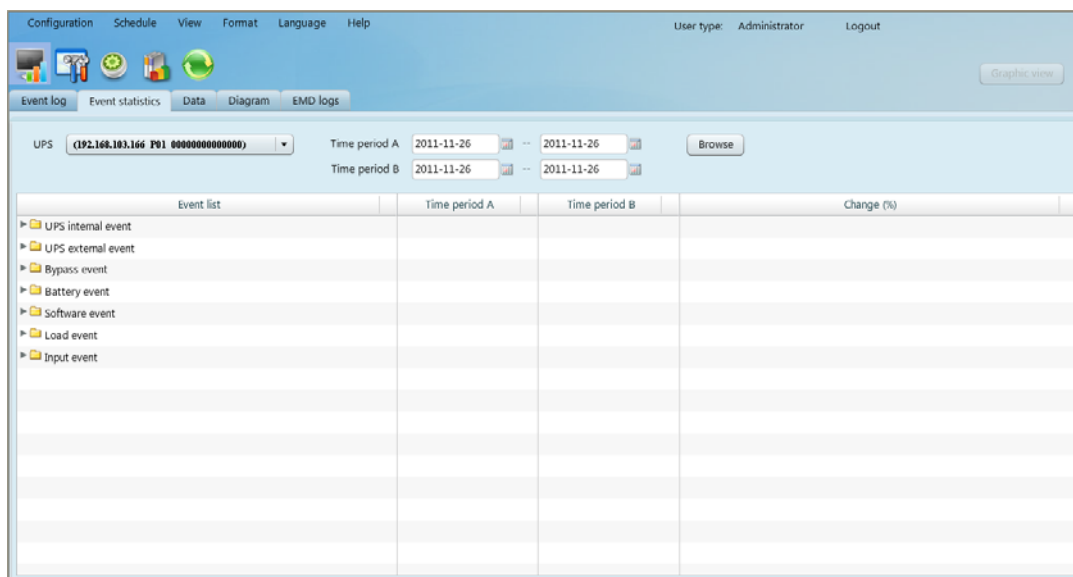 Configuration Schedule View Format Language Help User type: Administrator Logout
Graphic view
Event log Event statistics Data Diagram EMD logs
UPS (192.168.103.166 P01 00000000000000) Time period A 2011-11-26 -- 2011-11-26 Browse
Time period B 2011-11-26 -- 2011-11-26
Event list Time period A Time period B Change (%)
UPS internal event
UPS external event
Bypass event
Battery event
Software event
Load event
Input event